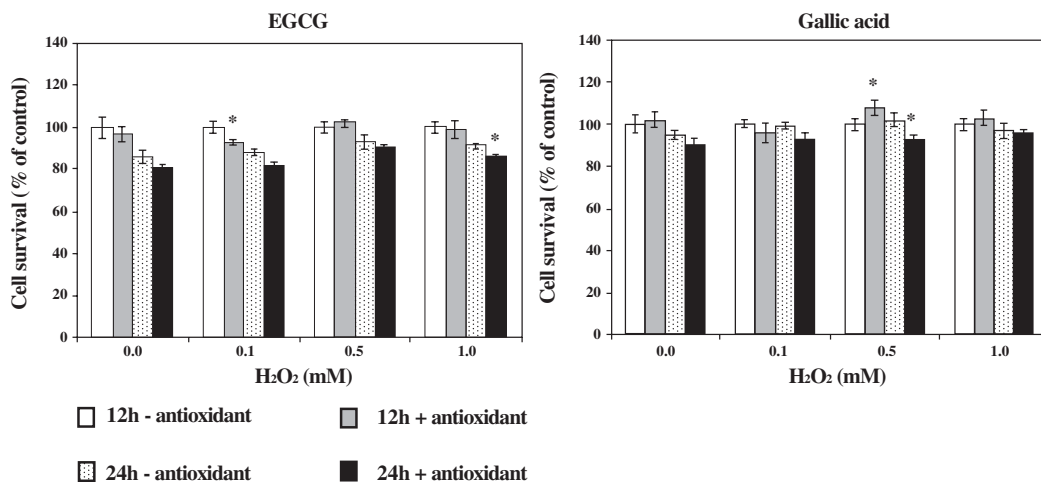 EGCG
140
120
100
80
60
40
20
0
Cell survival (% of control)
*
*
0.0 0.1 0.5 1.0
H₂O₂ (mM)
Gallic acid
140
120
100
80
60
40
20
0
Cell survival (% of control)
*
*
0.0 0.1 0.5 1.0
H₂O₂ (mM)
12h - antioxidant
12h + antioxidant
24h - antioxidant
24h + antioxidant